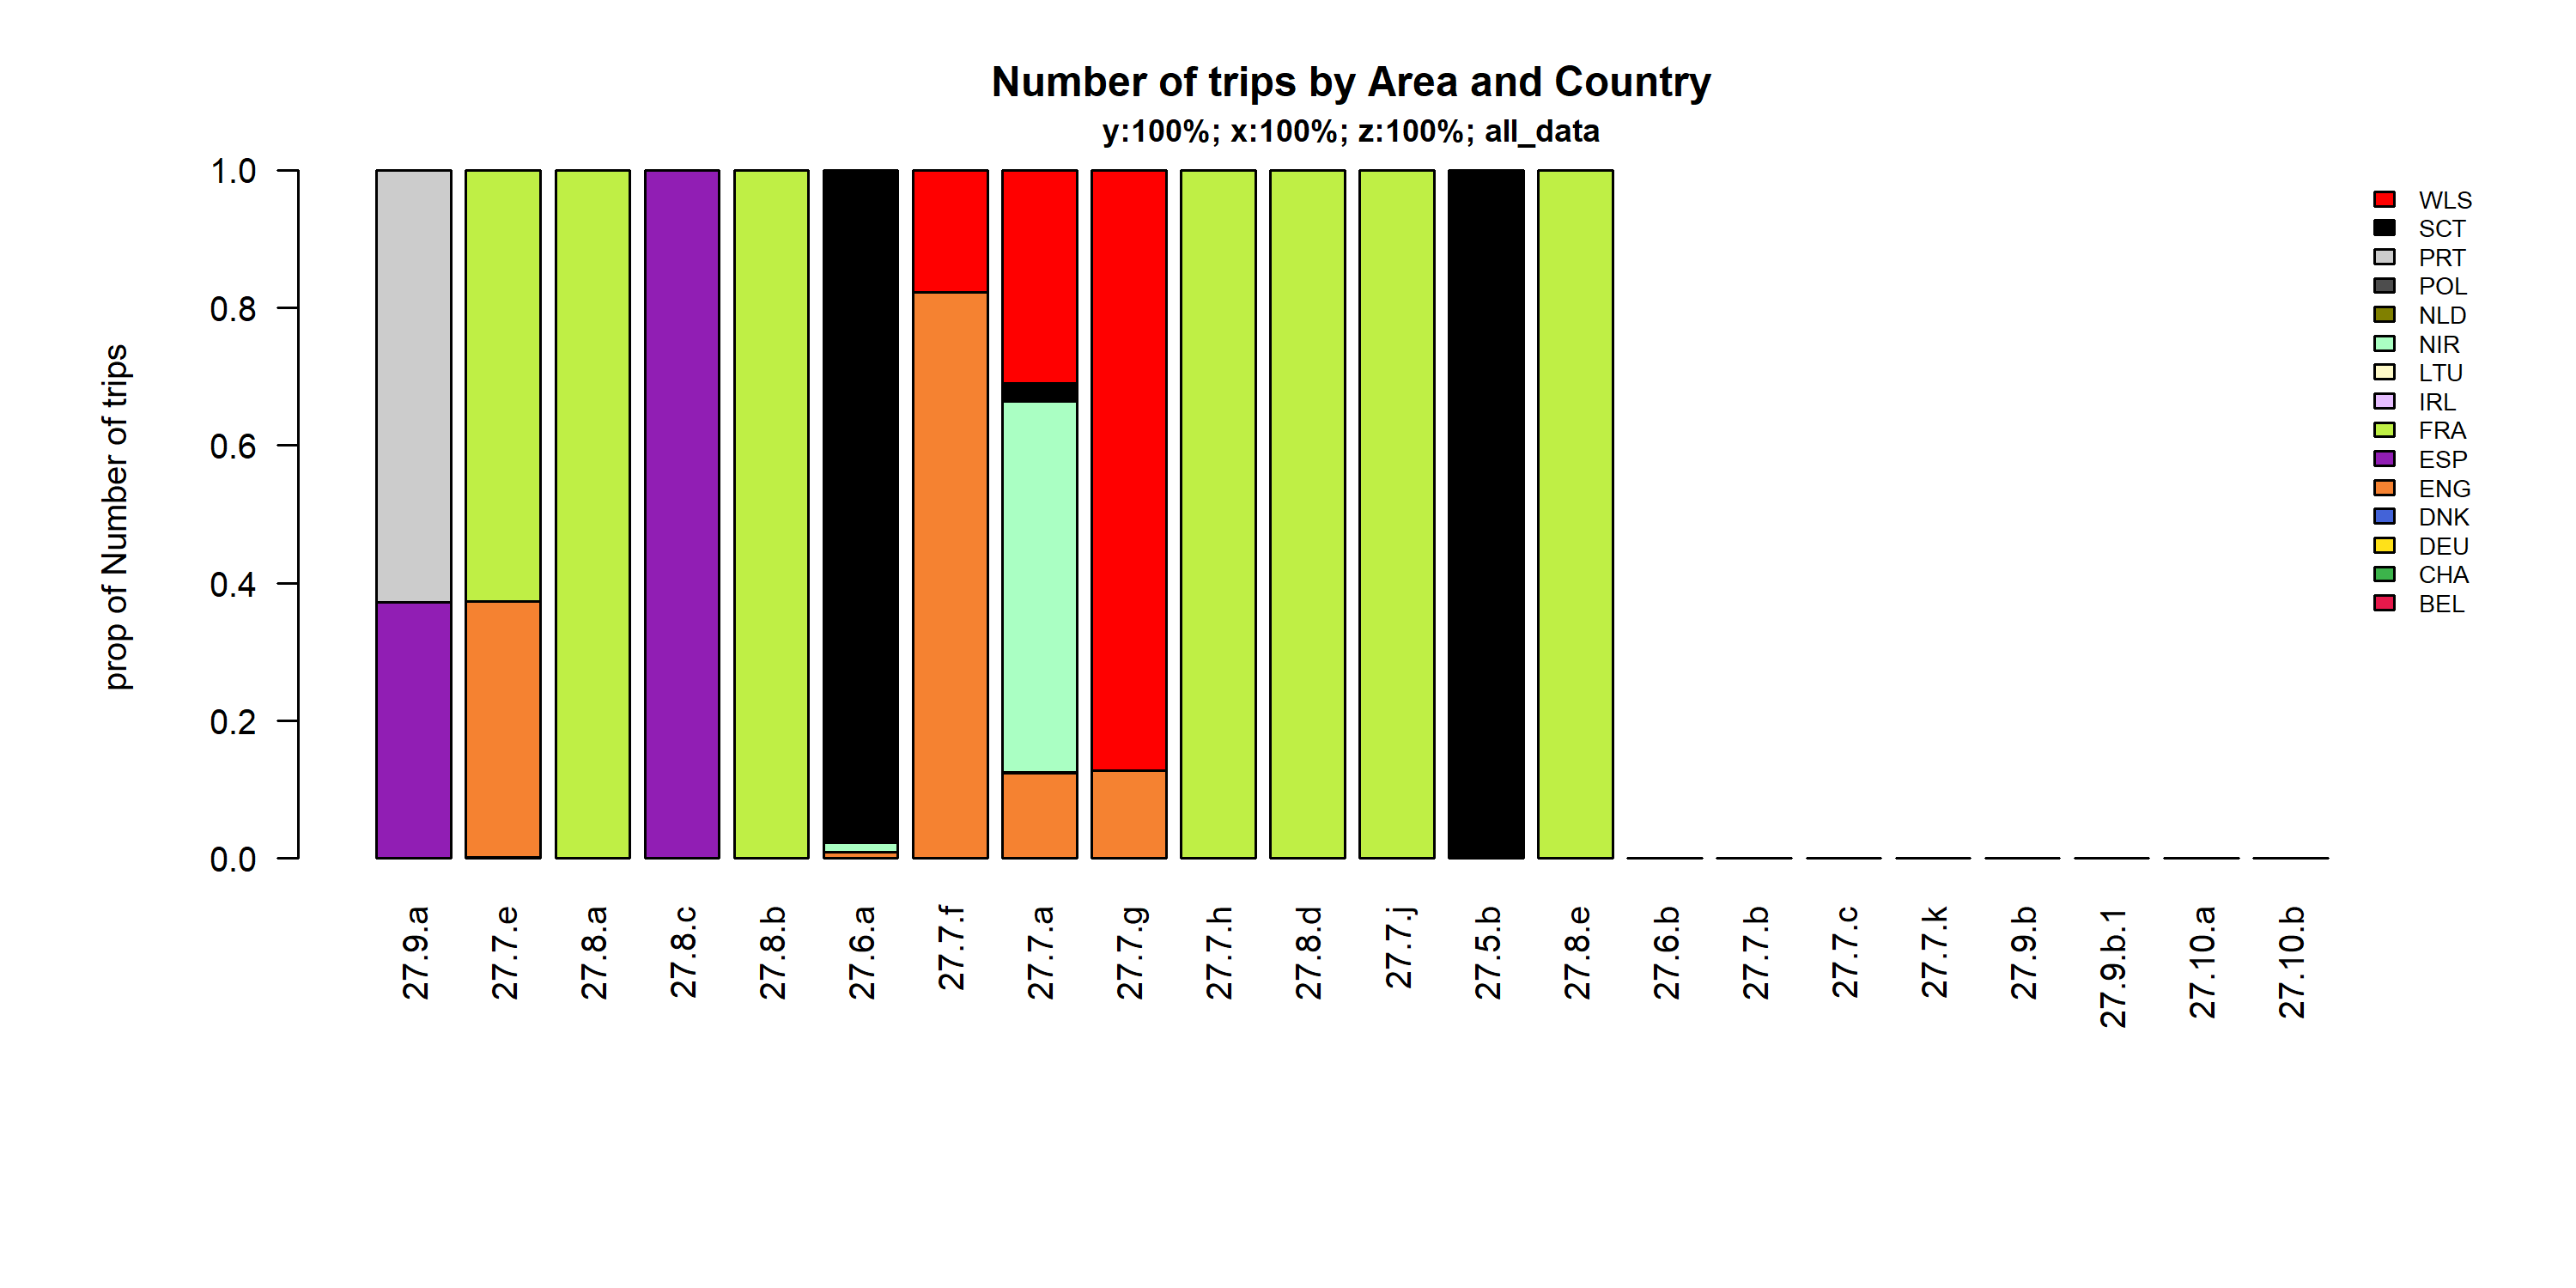 Number of trips by Area and Country
y:100%; x:100%; z:100%; all_data
prop of Number of trips
1.0
0.8
0.6
0.4
0.2
0.0
27.9.a
27.7.e
27.8.a
27.8.c
27.8.b
27.6.a
27.7.f
27.7.a
27.7.g
27.7.h
27.8.d
27.7.j
27.5.b
27.8.e
27.6.b
27.7.b
27.7.c
27.7.k
27.9.b
27.9.b.1
27.10.a
27.10.b
WLS
SCT
PRT
POL
NLD
NIR
LTU
IRL
FRA
ESP
ENG
DNK
DEU
CHA
BEL